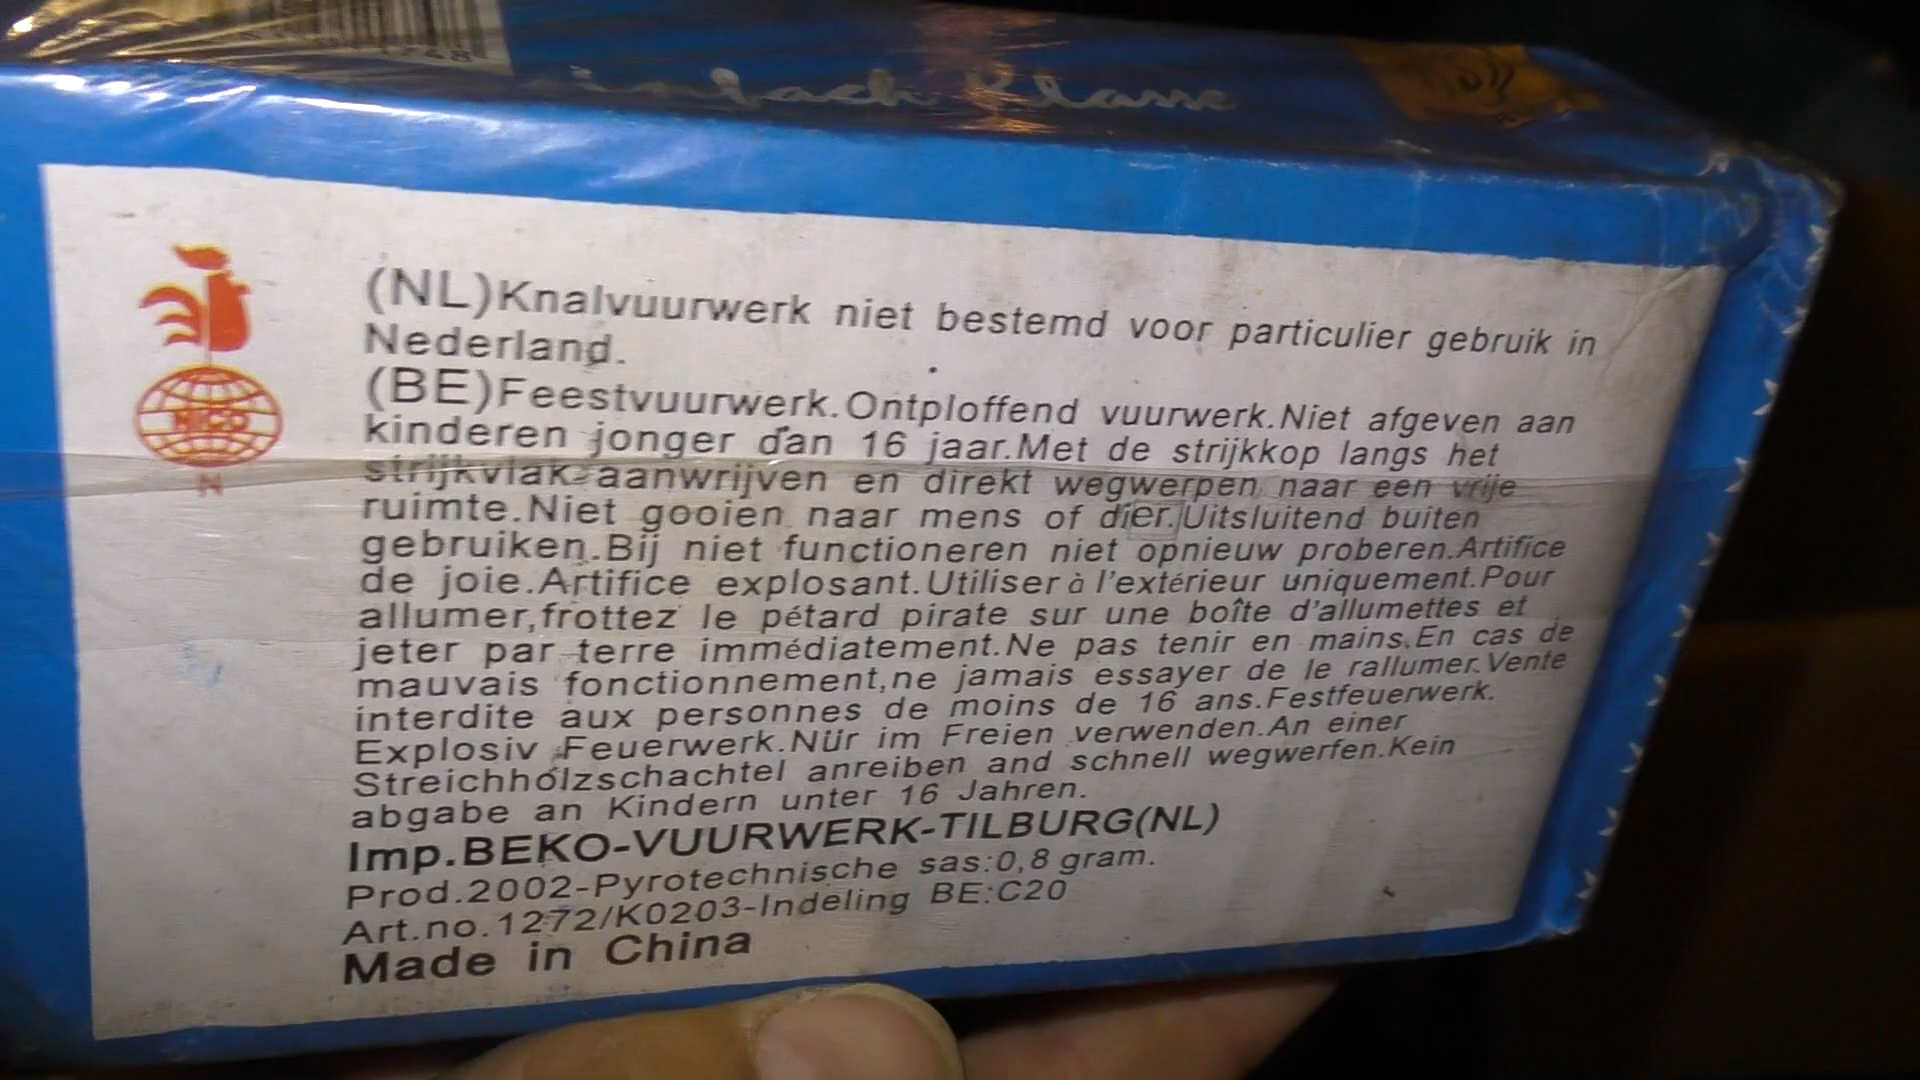 einfach Klasse
NICO
N
(NL)Knalvuurwerk niet bestemd voor particulier gebruik in
Nederland.
(BE)Feestvuurwerk.Ontploffend vuurwerk.Niet afgeven aan
kinderen jonger dan 16 jaar.Met de strijkkop langs het
strijkvlak aanwrijven en direkt wegwerpen naar een vrije
ruimte.Niet gooien naar mens of dier.Uitsluitend buiten
gebruiken.Bij niet functioneren niet opnieuw proberen.Artifice
de joie.Artifice explosant.Utiliser à l'extérieur uniquement.Pour
allumer,frottez le pétard pirate sur une boîte d'allumettes et
jeter par terre immédiatement.Ne pas tenir en mains.En cas de
mauvais fonctionnement,ne jamais essayer de le rallumer.Vente
interdite aux personnes de moins de 16 ans.Festfeuerwerk.
Explosiv Feuerwerk.Nür im Freien verwenden.An einer
Streichholzschachtel anreiben and schnell wegwerfen.Kein
abgabe an Kindern unter 16 Jahren.
Imp.BEKO-VUURWERK-TILBURG(NL)
Prod.2002-Pyrotechnische sas:0,8 gram.
Art.no.1272/K0203-Indeling BE:C20
Made in China